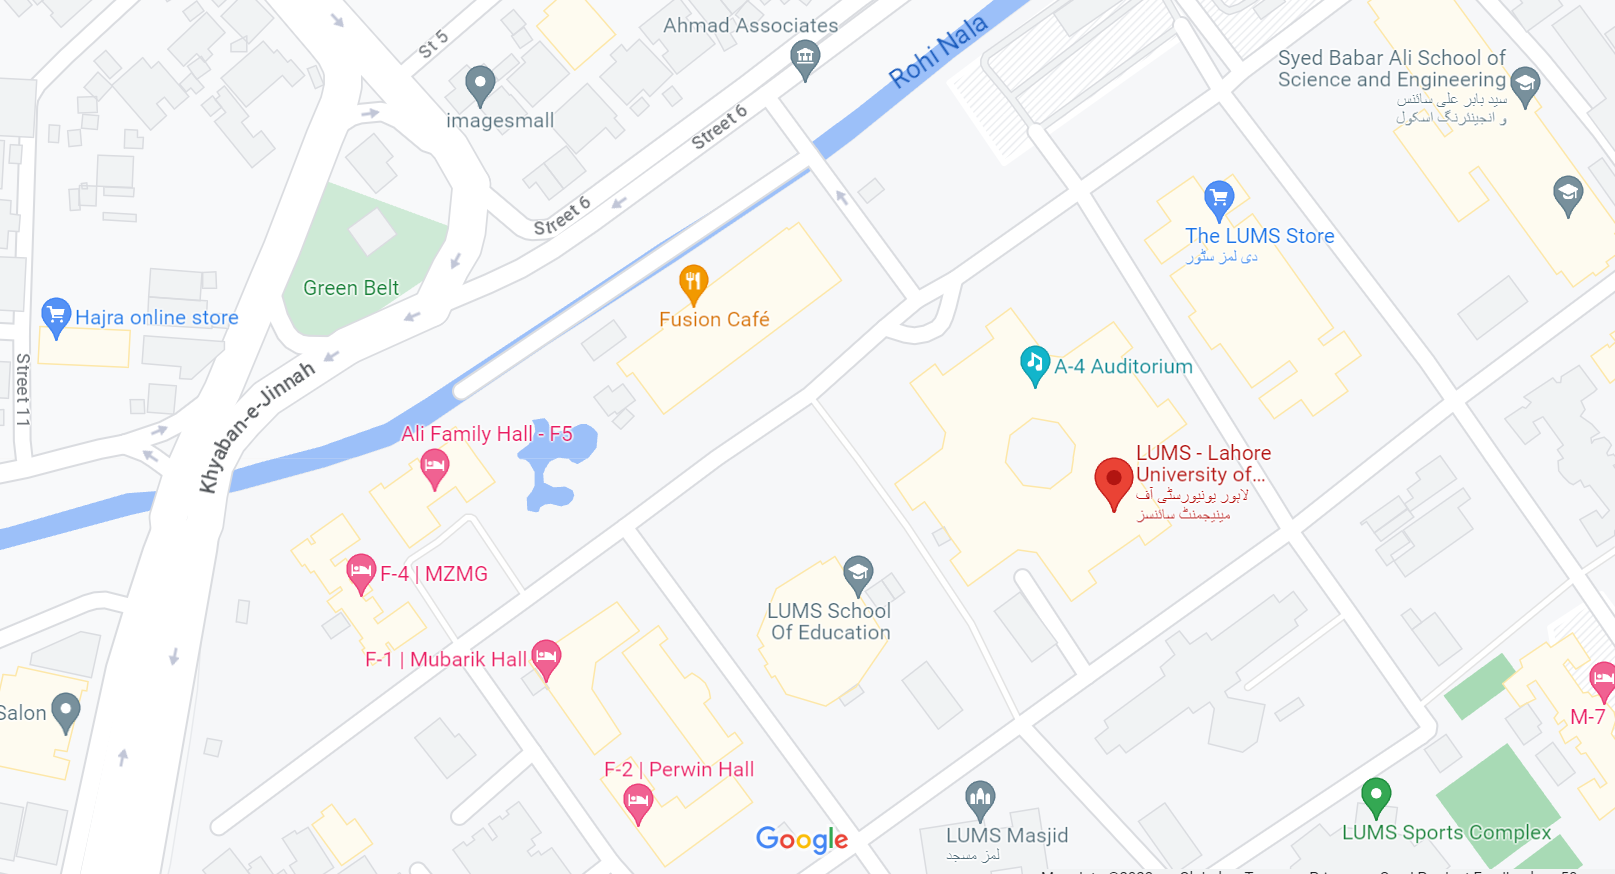 St 5
Ahmad Associates
Rohi Nala
Syed Babar Ali School of
Science and Engineering
سید بابر علی سائنس
و انجینئرنگ اسکول
imagesmall
Street 6
Street 6
The LUMS Store
دی لمز سٹور
Green Belt
Hajra online store
Fusion Café
Street 11
Khyaban-e-Jinnah
A-4 Auditorium
Ali Family Hall - F5
LUMS - Lahore
University of...
لاہور یونیورسٹی آف
مینیجمنٹ سائنسز
F-4 | MZMG
LUMS School
Of Education
F-1 | Mubarik Hall
Salon
M-7
F-2 | Perwin Hall
Google
LUMS Masjid
لمز مسجد
LUMS Sports Complex